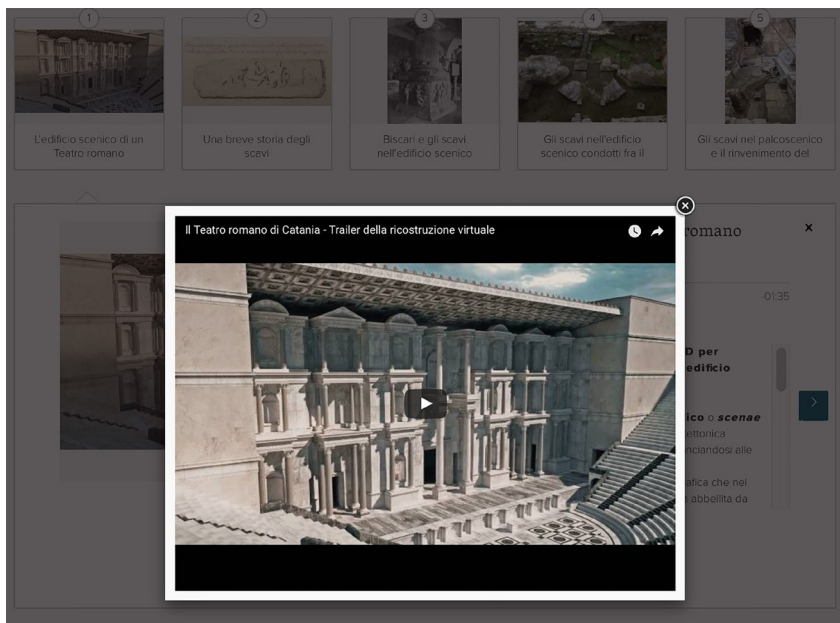 1
2
3
4
5
L'edificio scenico di un
Teatro romano
Una breve storia degli
scavi
Biscari e gli scavi
nell'edificio scenico
Gli scavi nell'edificio
scenico condotti fra il
Gli scavi nel palcoscenico
e il rinvenimento del
Il Teatro romano di Catania - Trailer della ricostruzione virtuale
romano
-01:35
D per
edificio
ico o scenae
ettonica
nciandosi alle
afica che nel
abbellita da